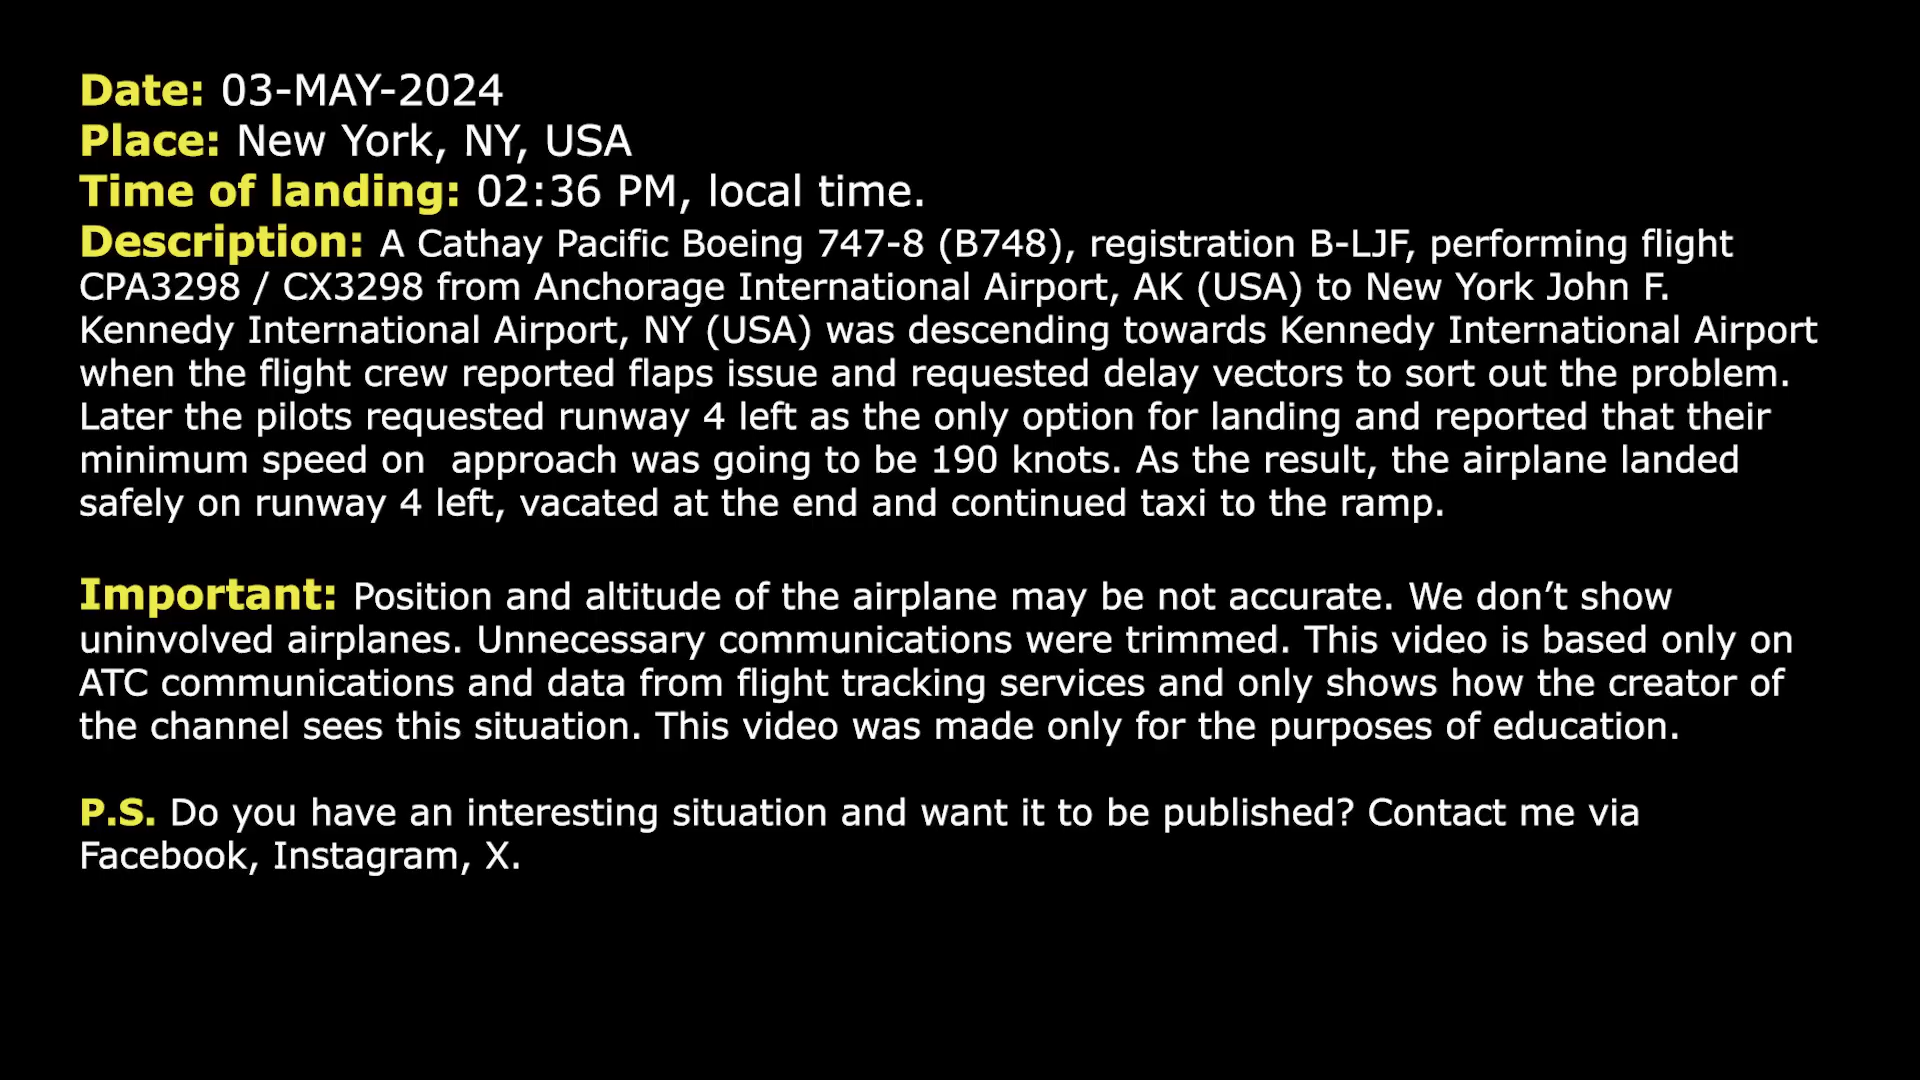 Date: 03-MAY-2024
Place: New York, NY, USA
Time of landing: 02:36 PM, local time.
Description: A Cathay Pacific Boeing 747-8 (B748), registration B-LJF, performing flight
CPA3298 / CX3298 from Anchorage International Airport, AK (USA) to New York John F.
Kennedy International Airport, NY (USA) was descending towards Kennedy International Airport
when the flight crew reported flaps issue and requested delay vectors to sort out the problem.
Later the pilots requested runway 4 left as the only option for landing and reported that their
minimum speed on  approach was going to be 190 knots. As the result, the airplane landed
safely on runway 4 left, vacated at the end and continued taxi to the ramp.
Important: Position and altitude of the airplane may be not accurate. We don’t show
uninvolved airplanes. Unnecessary communications were trimmed. This video is based only on
ATC communications and data from flight tracking services and only shows how the creator of
the channel sees this situation. This video was made only for the purposes of education.
P.S. Do you have an interesting situation and want it to be published? Contact me via
Facebook, Instagram, X.